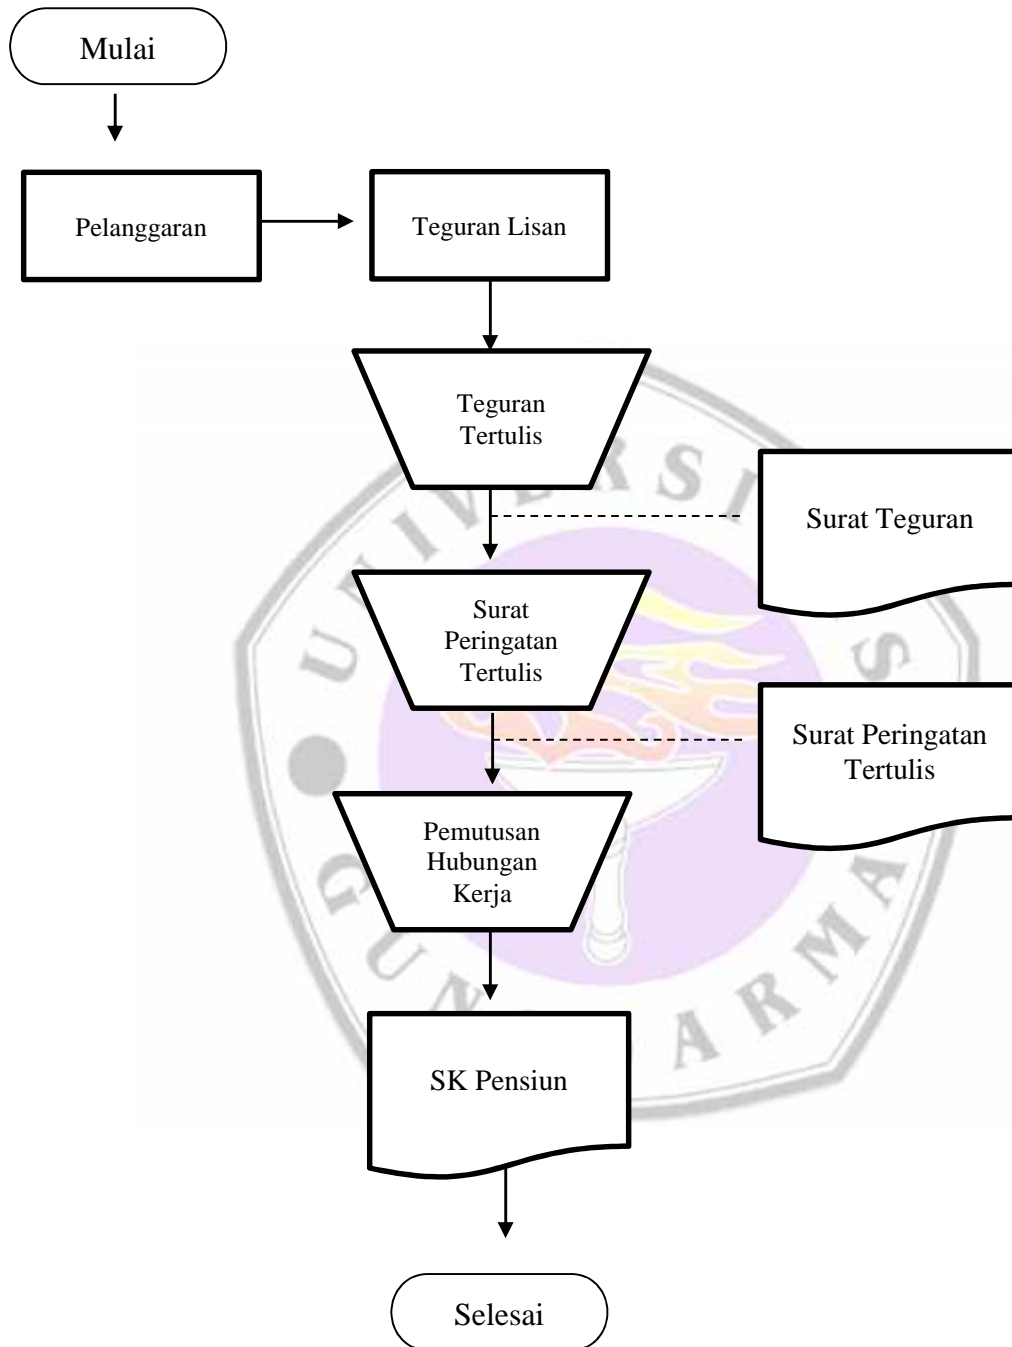 Mulai
Pelanggaran
Teguran Lisan
Teguran
Tertulis
Surat Teguran
Surat
Peringatan
Tertulis
Surat Peringatan
Tertulis
Pemutusan
Hubungan
Kerja
SK Pensiun
Selesai